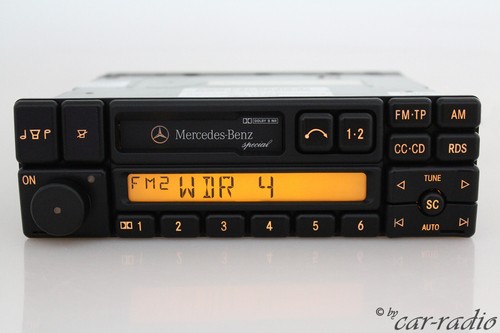 DOLBY B NR
Mercedes-Benz
special
1·2
FM·TP
AM
CC·CD
RDS
ON
FM2 WDR 4
TUNE
SC
AUTO
1 2 3 4 5 6
© by
car-radio